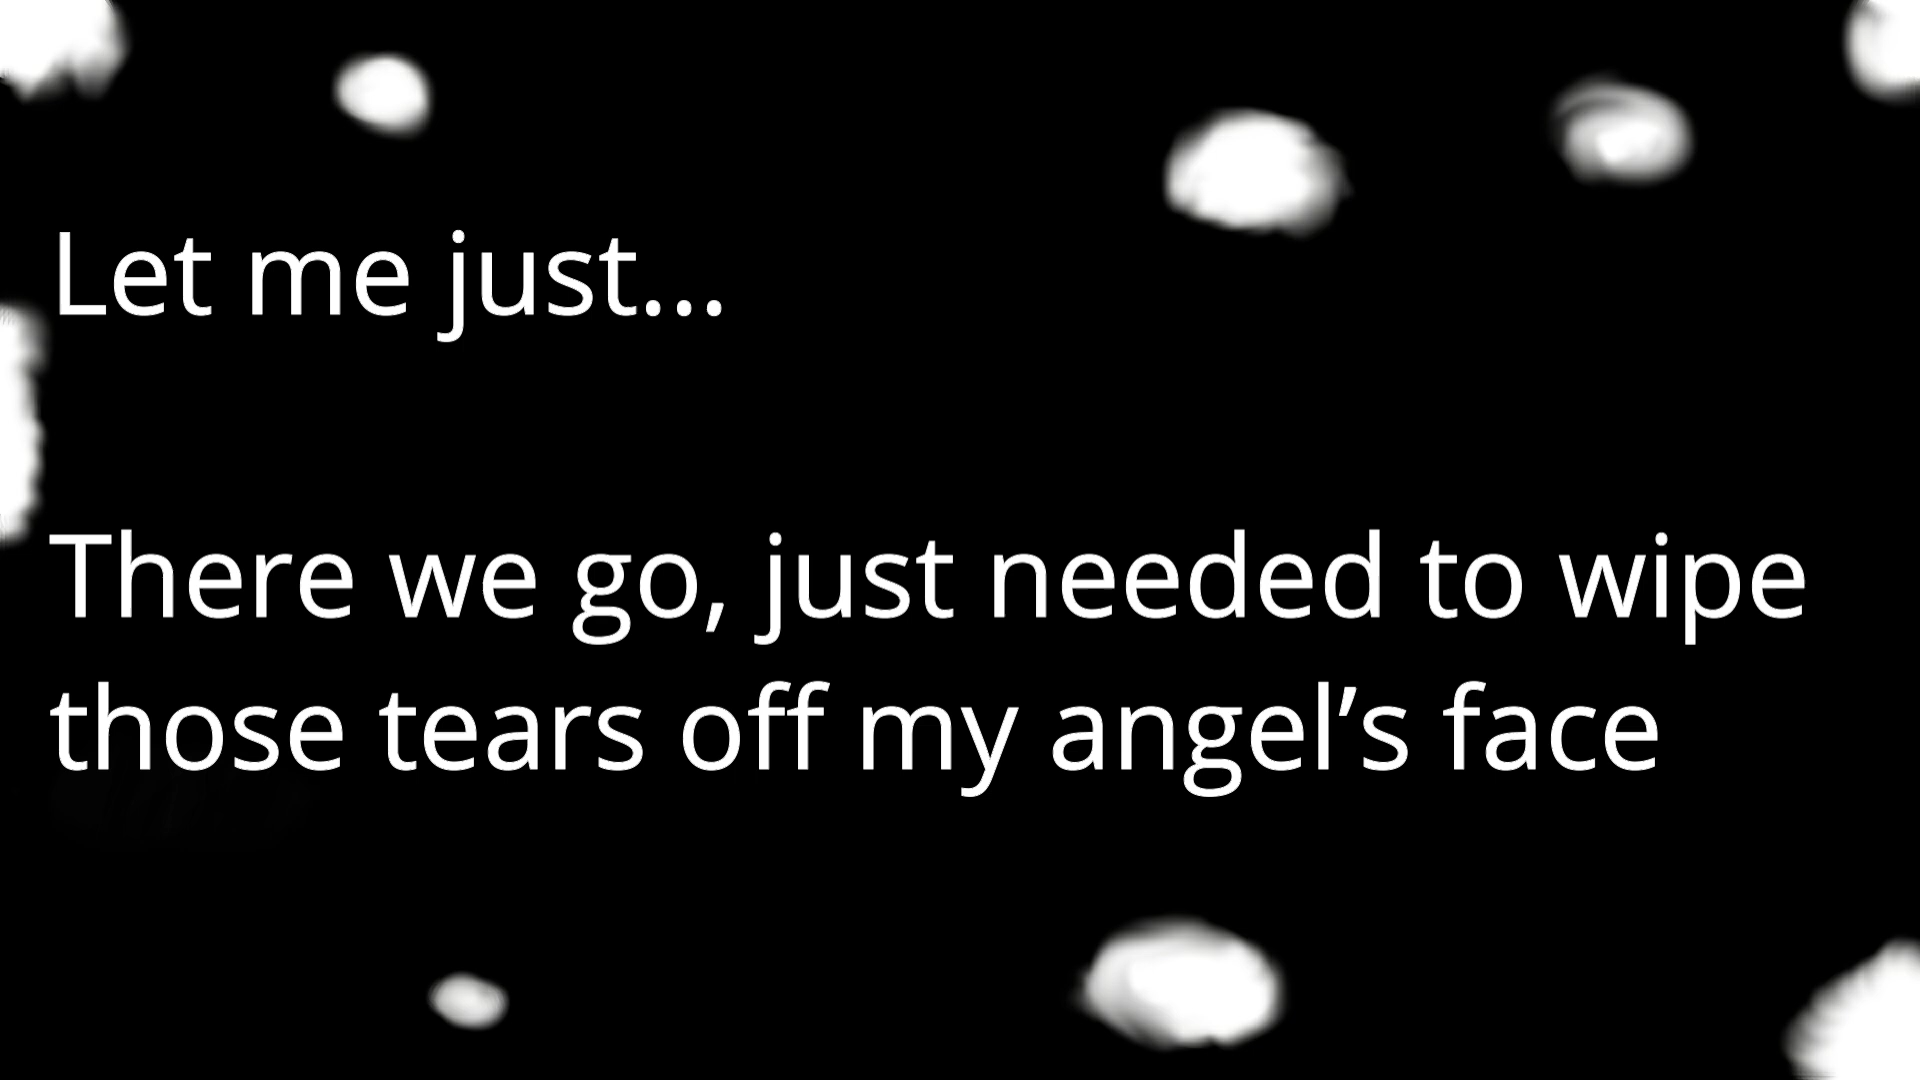 Let me just...
There we go, just needed to wipe
those tears off my angel’s face